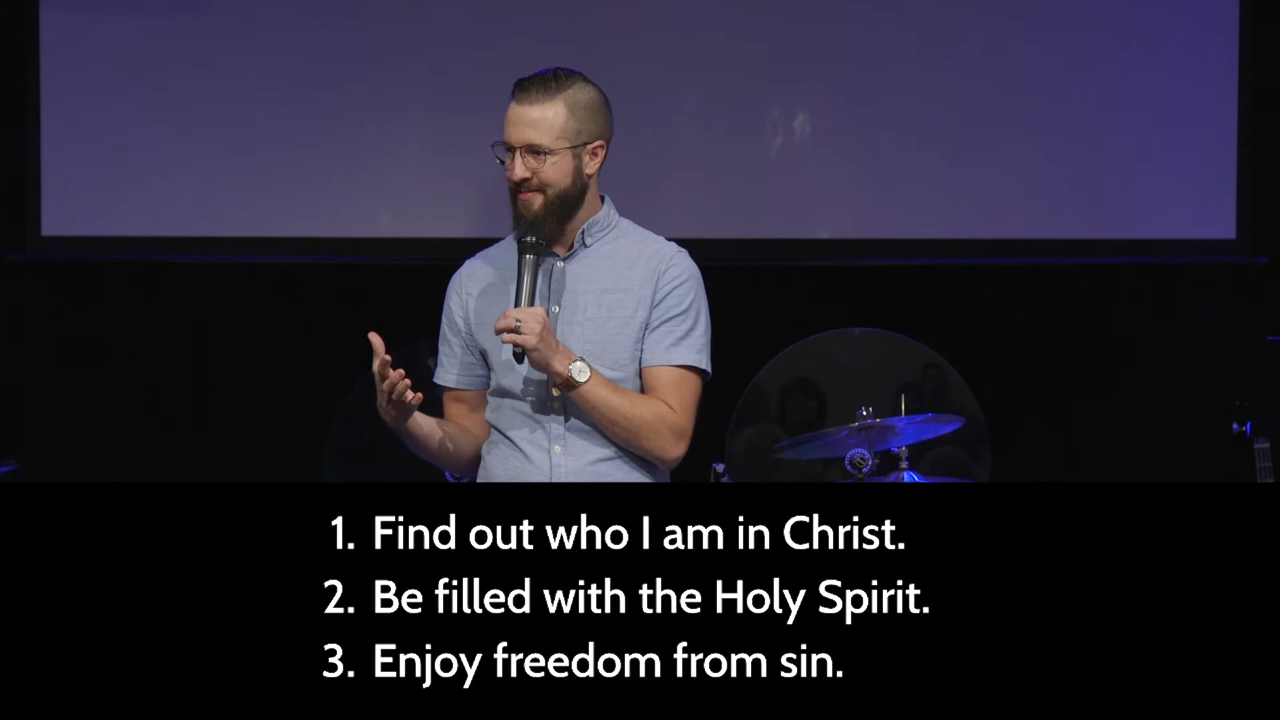 1. Find out who I am in Christ.
2. Be filled with the Holy Spirit.
3. Enjoy freedom from sin.